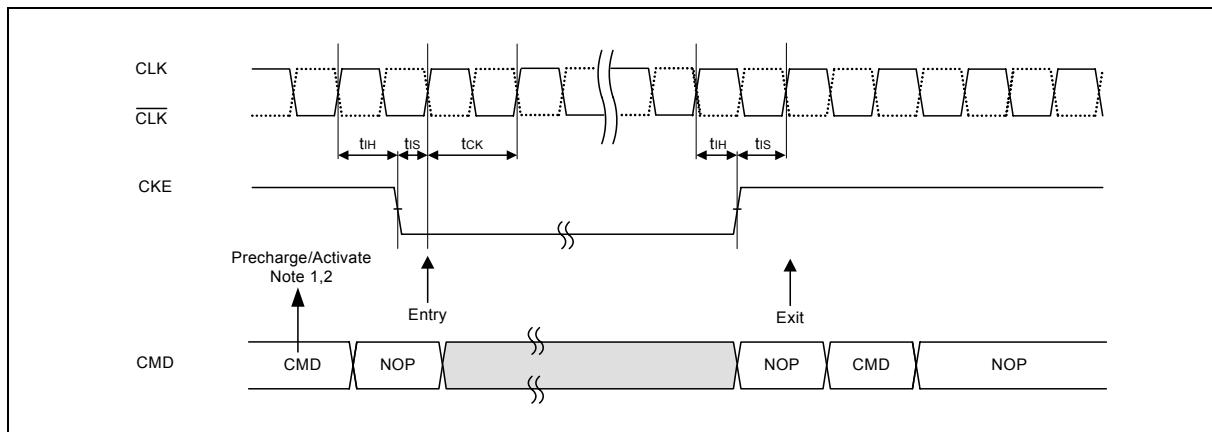 CLK
CLK
tIH
tIS
tCK
tIH
tIS
CKE
Precharge/Activate
Note 1,2
Entry
Exit
CMD
CMD
NOP
NOP
CMD
NOP